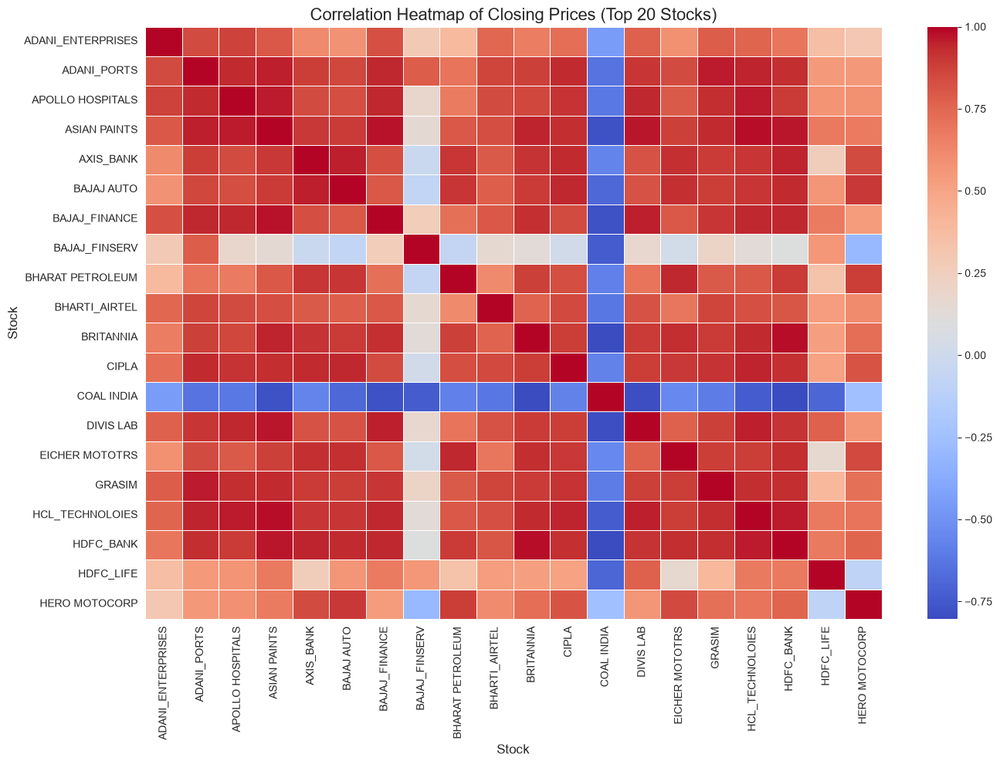 Correlation Heatmap of Closing Prices (Top 20 Stocks)
ADANI_ENTERPRISES
ADANI_PORTS
APOLLO HOSPITALS
ASIAN PAINTS
AXIS_BANK
BAJAJ AUTO
BAJAJ_FINANCE
BAJAJ_FINSERV
BHARAT PETROLEUM
BHARTI_AIRTEL
BRITANNIA
CIPLA
COAL INDIA
DIVIS LAB
EICHER MOTOTRS
GRASIM
HCL_TECHNOLOIES
HDFC_BANK
HDFC_LIFE
HERO MOTOCORP
Stock
ADANI_ENTERPRISES
ADANI_PORTS
APOLLO HOSPITALS
ASIAN PAINTS
AXIS_BANK
BAJAJ AUTO
BAJAJ_FINANCE
BAJAJ_FINSERV
BHARAT PETROLEUM
BHARTI_AIRTEL
BRITANNIA
CIPLA
COAL INDIA
DIVIS LAB
EICHER MOTOTRS
GRASIM
HCL_TECHNOLOIES
HDFC_BANK
HDFC_LIFE
HERO MOTOCORP
Stock
1.00
0.75
0.50
0.25
0.00
−0.25
−0.50
−0.75